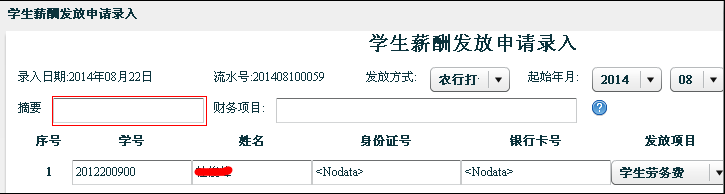 学生薪酬发放申请录入
学生薪酬发放申请录入
录入日期:2014年08月22日 流水号:201408100059 发放方式: 农行打 起始年月: 2014 08
摘要 财务项目: ?
序号 学号 姓名 身份证号 银行卡号 发放项目
1 2012200900 <Nodata> <Nodata> 学生劳务费